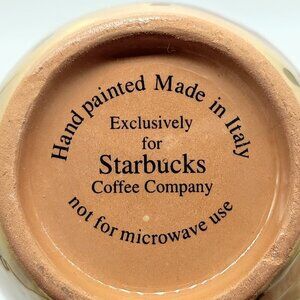 Hand painted Made in Italy
Exclusively
for
Starbucks
Coffee Company
not for microwave use